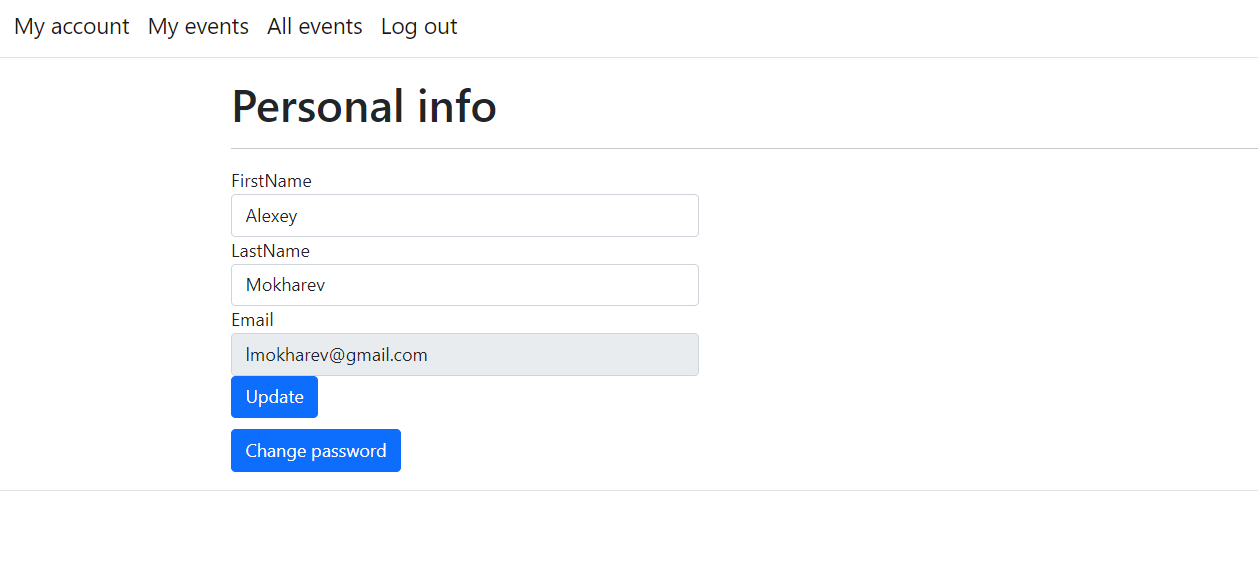 My account My events All events Log out
Personal info
FirstName
Alexey
LastName
Mokharev
Email
lmokharev@gmail.com
Update
Change password